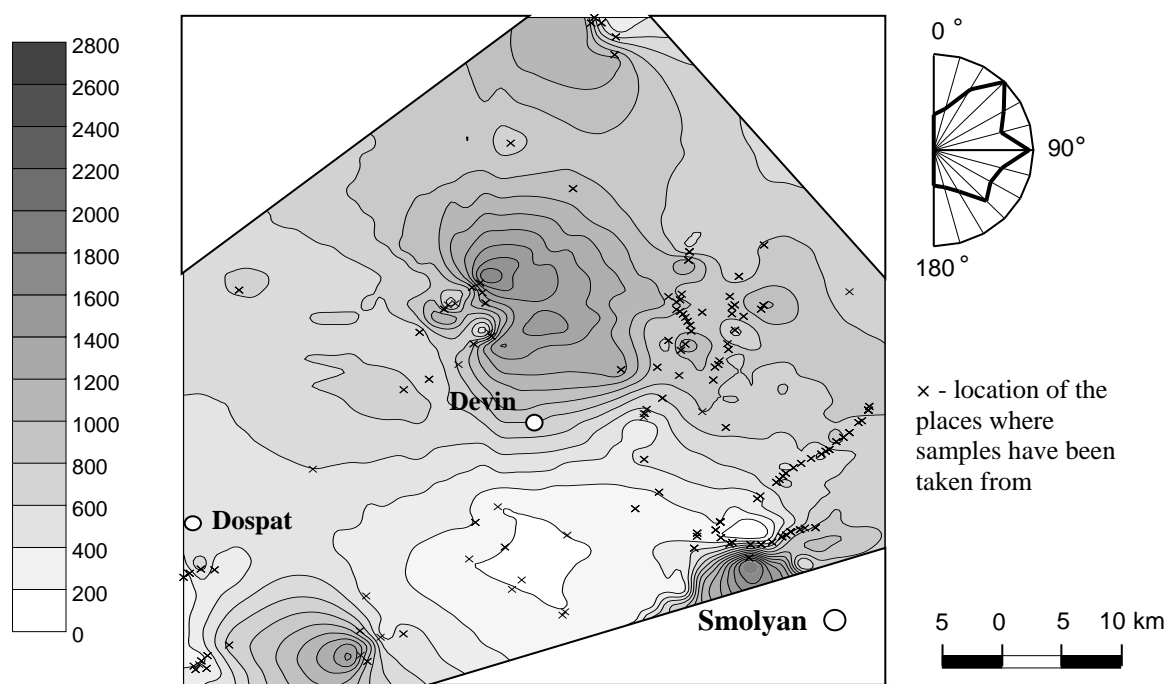 2800
2600
2400
2200
2000
1800
1600
1400
1200
1000
800
600
400
200
0
0°
90°
180°
Devin
Dospat
Smolyan
× - location of the
places where
samples have been
taken from
5 0 5 10 km